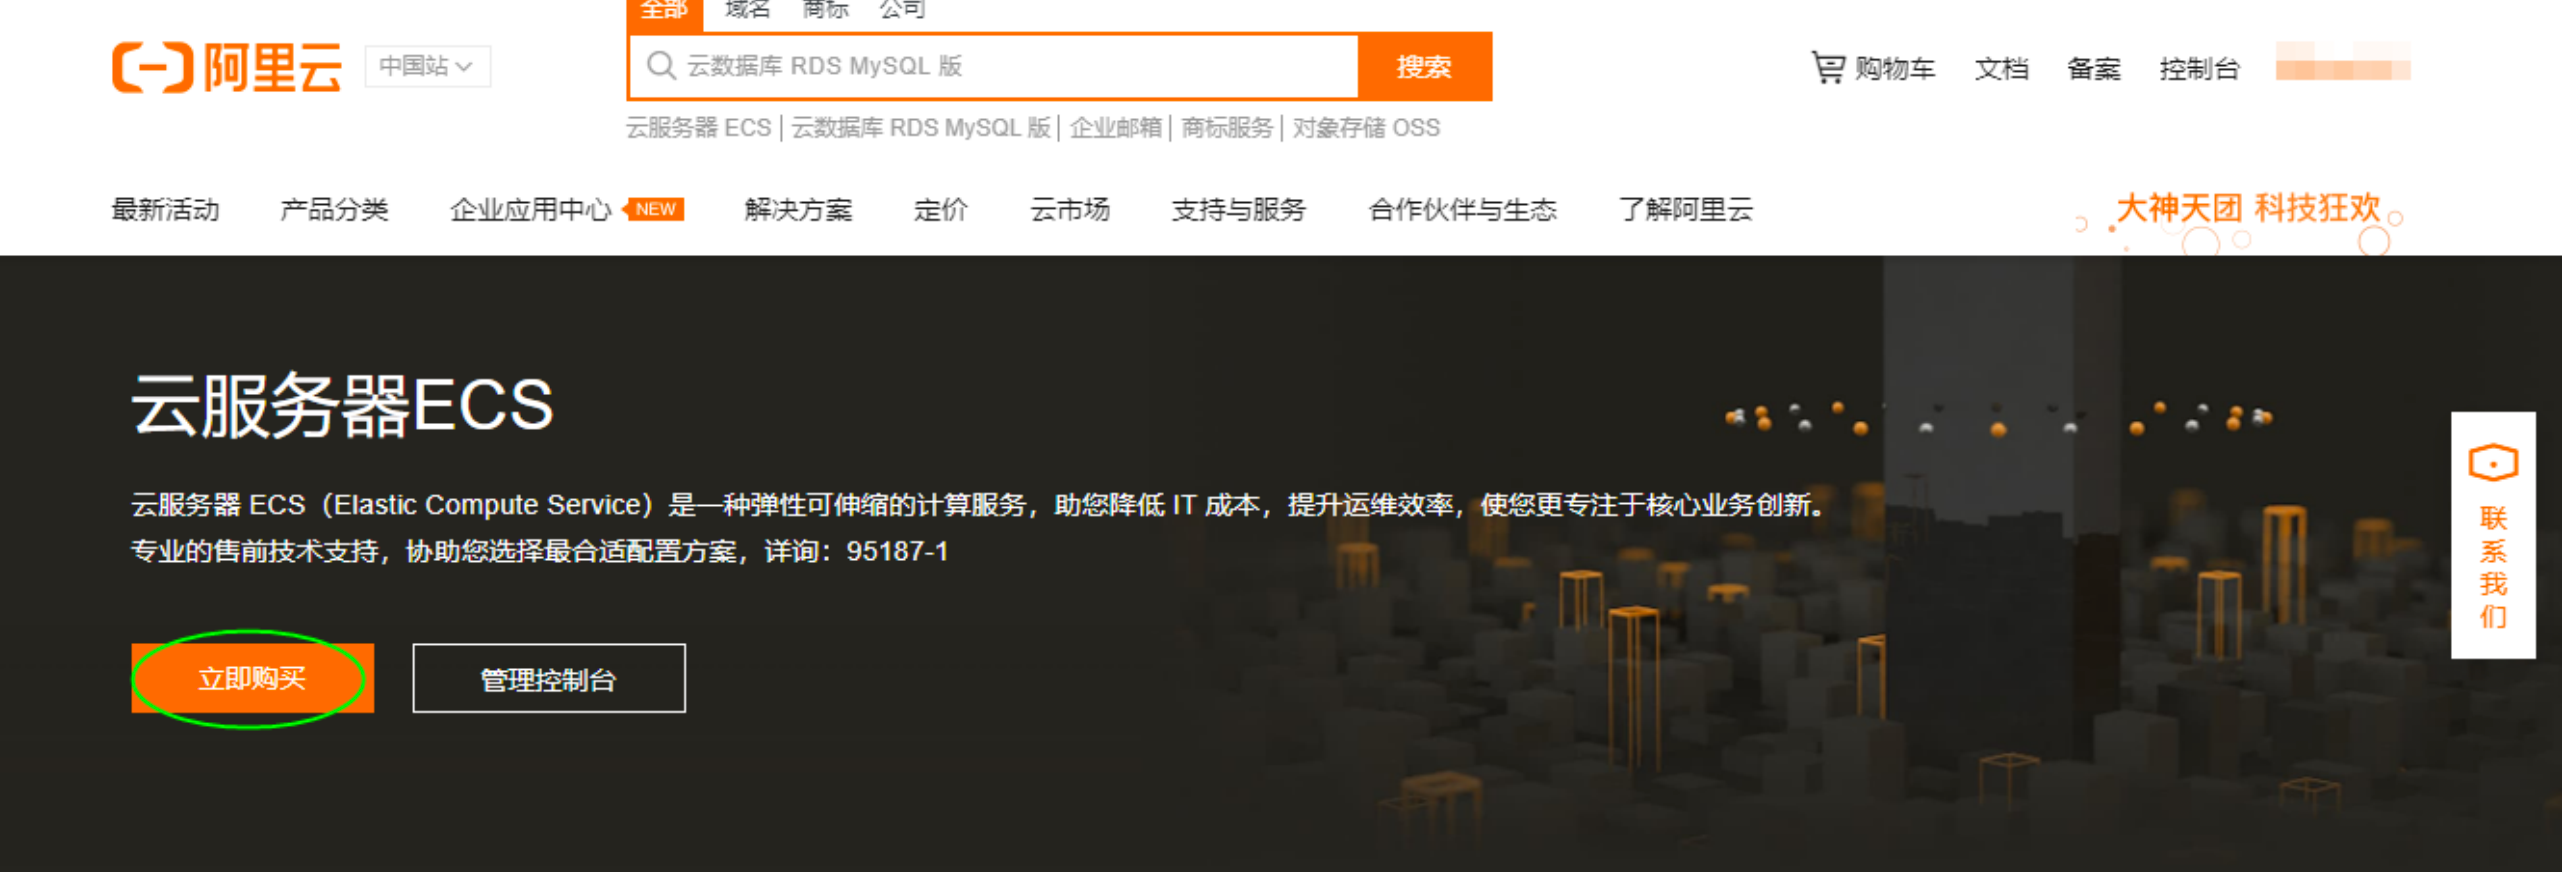 全部 域名 商标 公司
阿里云 中国站
云数据库 RDS MySQL 版 搜索
购物车 文档 备案 控制台
云服务器 ECS | 云数据库 RDS MySQL 版 | 企业邮箱 | 商标服务 | 对象存储 OSS
最新活动 产品分类 企业应用中心 NEW 解决方案 定价 云市场 支持与服务 合作伙伴与生态 了解阿里云
大神天团 科技狂欢
云服务器ECS
云服务器 ECS（Elastic Compute Service）是一种弹性可伸缩的计算服务，助您降低 IT 成本，提升运维效率，使您更专注于核心业务创新。
专业的售前技术支持，协助您选择最合适配置方案，详询：95187-1
立即购买 管理控制台
联系我们